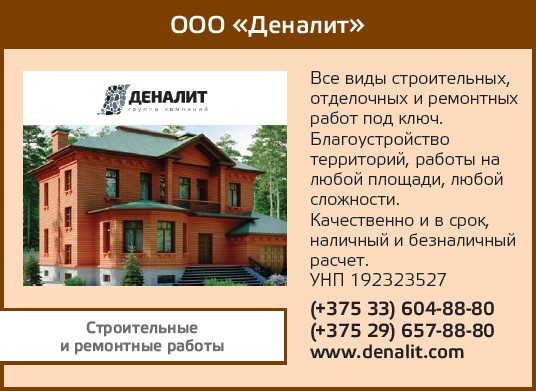 ООО «Деналит»
ДЕНАЛИТ
группа компаний
Все виды строительных,
отделочных и ремонтных
работ под ключ.
Благоустройство
территорий, работы на
любой площади, любой
сложности.
Качественно и в срок,
наличный и безналичный
расчет.
УНП 192323527
(+375 33) 604-88-80
(+375 29) 657-88-80
www.denalit.com
Строительные
и ремонтные работы